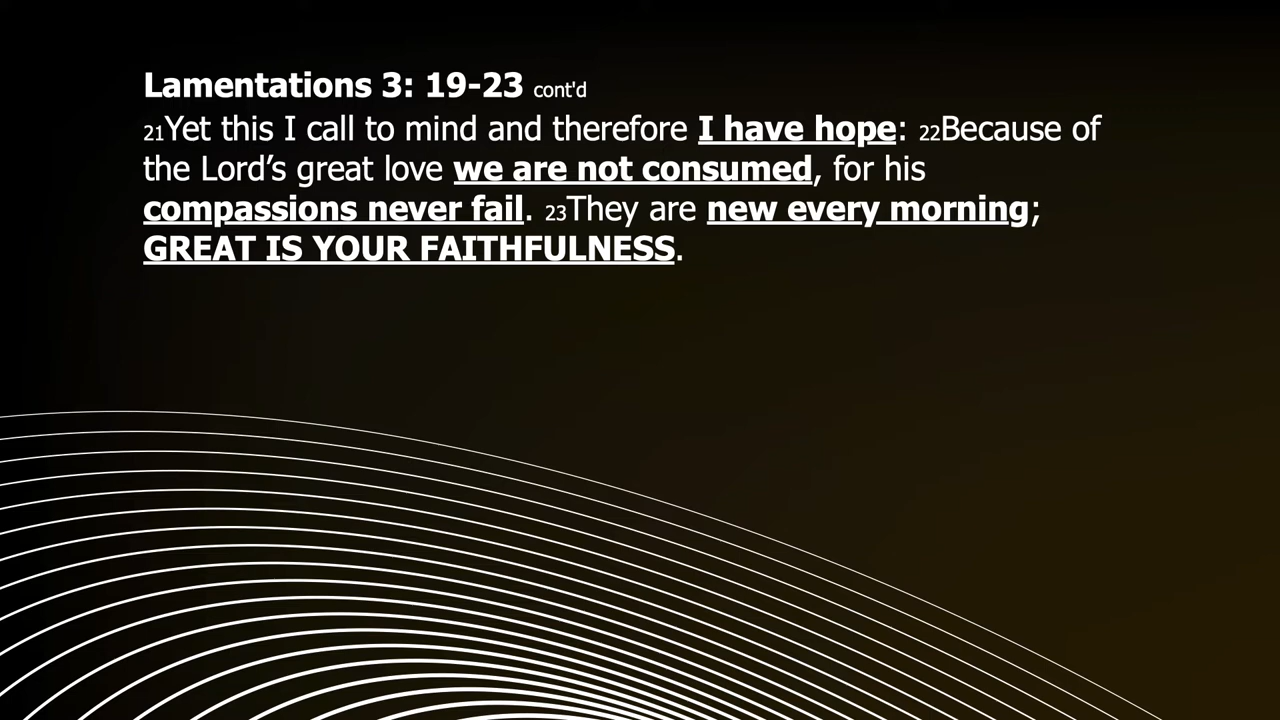 Lamentations 3: 19-23 cont'd
21Yet this I call to mind and therefore I have hope: 22Because of
the Lord’s great love we are not consumed, for his
compassions never fail. 23They are new every morning;
GREAT IS YOUR FAITHFULNESS.